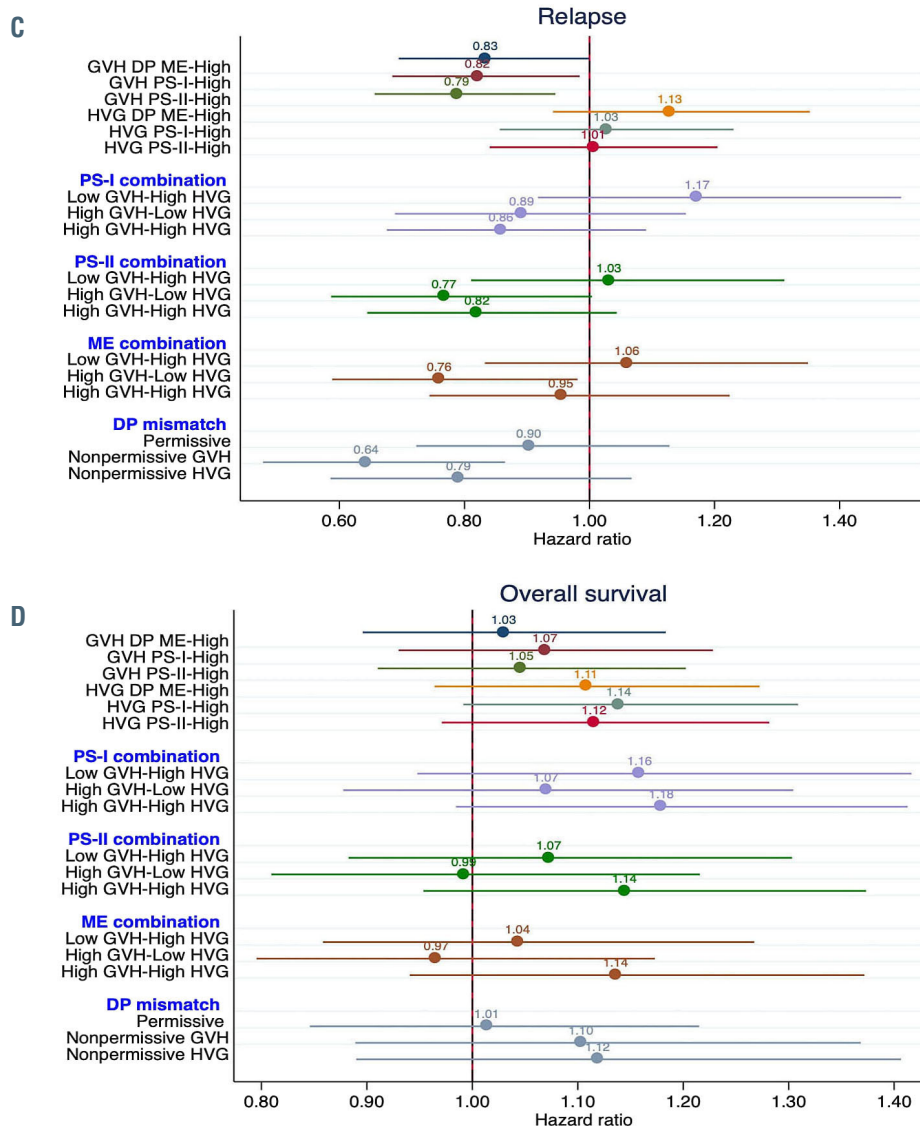 C
Relapse
0.83
GVH DP ME-High
0.82
GVH PS-I-High
0.79
GVH PS-II-High
HVG DP ME-High
1.13
HVG PS-I-High
1.03
HVG PS-II-High
1.01
PS-I combination
Low GVH-High HVG
1.17
High GVH-Low HVG
0.89
High GVH-High HVG
0.86
PS-II combination
Low GVH-High HVG
1.03
High GVH-Low HVG
0.77
High GVH-High HVG
0.82
ME combination
Low GVH-High HVG
1.06
High GVH-Low HVG
0.76
High GVH-High HVG
0.95
DP mismatch
Permissive
0.90
Nonpermissive GVH
0.64
Nonpermissive HVG
0.79
0.60 0.80 1.00 1.20 1.40
Hazard ratio
D
Overall survival
1.03
GVH DP ME-High
1.07
GVH PS-I-High
1.05
GVH PS-II-High
HVG DP ME-High
1.11
HVG PS-I-High
1.14
HVG PS-II-High
1.12
PS-I combination
Low GVH-High HVG
1.16
High GVH-Low HVG
1.07
High GVH-High HVG
1.18
PS-II combination
Low GVH-High HVG
1.07
High GVH-Low HVG
0.99
High GVH-High HVG
1.14
ME combination
Low GVH-High HVG
1.04
High GVH-Low HVG
0.97
High GVH-High HVG
1.14
DP mismatch
Permissive
1.01
Nonpermissive GVH
1.10
Nonpermissive HVG
1.12
0.80 0.90 1.00 1.10 1.20 1.30 1.40
Hazard ratio